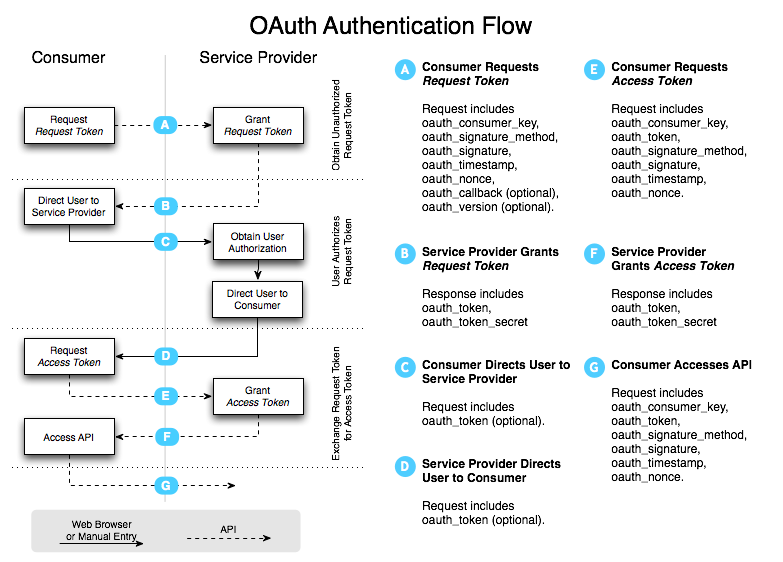 OAuth Authentication Flow
Consumer
Service Provider
Request
Request Token
A
Grant
Request Token
Obtain Unauthorized
Request Token
Direct User to
Service Provider
B
C
Obtain User
Authorization
Direct User to
Consumer
User Authorizes
Request Token
Request
Access Token
D
E
Grant
Access Token
Access API
F
Exchange Request Token
for Access Token
G
Web Browser
or Manual Entry
API
A
Consumer Requests
Request Token
Request includes
oauth_consumer_key,
oauth_signature_method,
oauth_signature,
oauth_timestamp,
oauth_nonce,
oauth_callback (optional),
oauth_version (optional).
B
Service Provider Grants
Request Token
Response includes
oauth_token,
oauth_token_secret
C
Consumer Directs User to
Service Provider
Request includes
oauth_token (optional).
D
Service Provider Directs
User to Consumer
Request includes
oauth_token (optional).
E
Consumer Requests
Access Token
Request includes
oauth_consumer_key,
oauth_token,
oauth_signature_method,
oauth_signature,
oauth_timestamp,
oauth_nonce.
F
Service Provider
Grants Access Token
Response includes
oauth_token,
oauth_token_secret
G
Consumer Accesses API
Request includes
oauth_consumer_key,
oauth_token,
oauth_signature_method,
oauth_signature,
oauth_timestamp,
oauth_nonce.